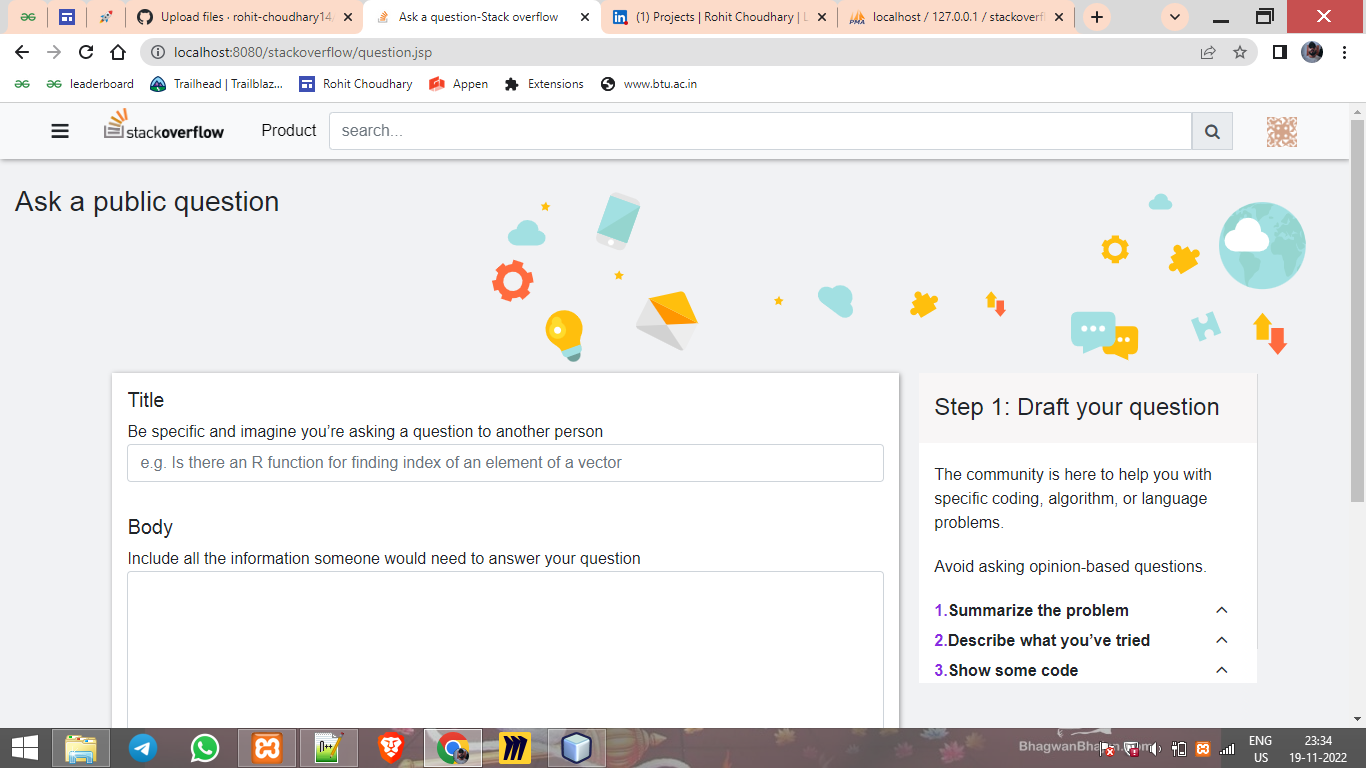 Upload files · rohit-choudhary14
Ask a question-Stack overflow
(1) Projects | Rohit Choudhary | L
localhost / 127.0.0.1 / stackoverf
localhost:8080/stackoverflow/question.jsp
leaderboard
Trailhead | Trailblaz...
Rohit Choudhary
Appen
Extensions
www.btu.ac.in
stackoverflow
Product
search...
Ask a public question
Title
Be specific and imagine you’re asking a question to another person
e.g. Is there an R function for finding index of an element of a vector
Body
Include all the information someone would need to answer your question
Step 1: Draft your question
The community is here to help you with
specific coding, algorithm, or language
problems.
Avoid asking opinion-based questions.
1.Summarize the problem
2.Describe what you’ve tried
3.Show some code
ENG
US
23:34
19-11-2022